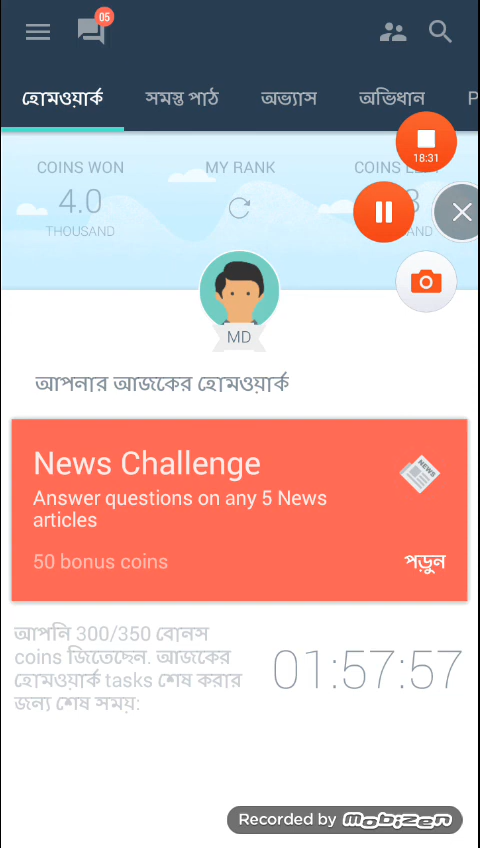 05
হোমওয়ার্ক সমস্ত পাঠ অভ্যাস অভিধান P
18:31
COINS WON MY RANK COINS
4.0
THOUSAND
MD
আপনার আজকের হোমওয়ার্ক
News Challenge
NEWS
Answer questions on any 5 News
articles
50 bonus coins পড়ুন
আপনি 300/350 বোনস
coins জিতেছেন. আজকের
হোমওয়ার্ক tasks শেষ করার
জন্য শেষ সময়:
01:57:57
Recorded by Mobizen